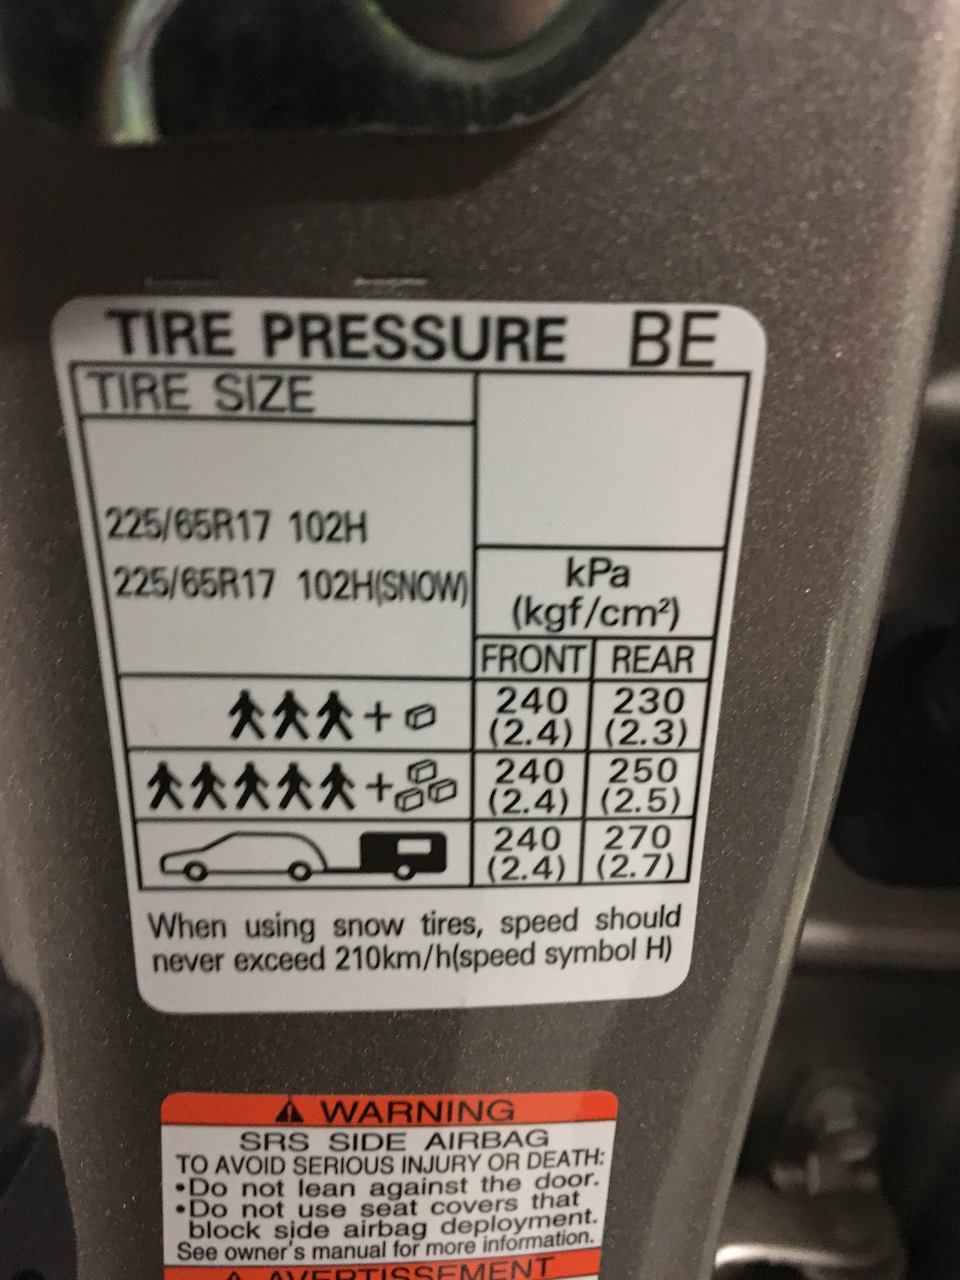 TIRE PRESSURE BE
TIRE SIZE
225/65R17 102H
225/65R17 102H(SNOW)
kPa
(kgf/cm²)
FRONT REAR
+ 240 230
(2.4) (2.3)
+ 240 250
(2.4) (2.5)
240 270
(2.4) (2.7)
When using snow tires, speed should
never exceed 210km/h(speed symbol H)
WARNING
SRS SIDE AIRBAG
TO AVOID SERIOUS INJURY OR DEATH:
•Do not lean against the door.
•Do not use seat covers that
block side airbag deployment.
See owner's manual for more information.
AVERTISSEMENT